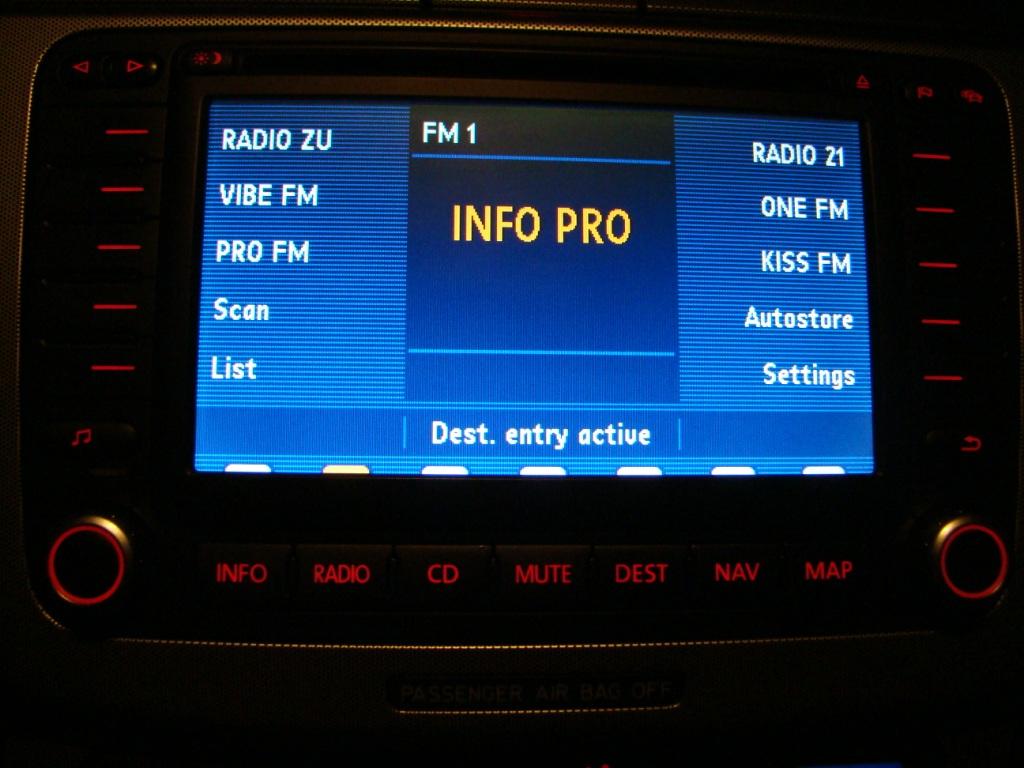 FM 1
RADIO ZU
VIBE FM
PRO FM
Scan
List
INFO PRO
RADIO 21
ONE FM
KISS FM
Autostore
Settings
Dest. entry active
INFO RADIO CD MUTE DEST NAV MAP
PASSENGER AIR BAG OFF